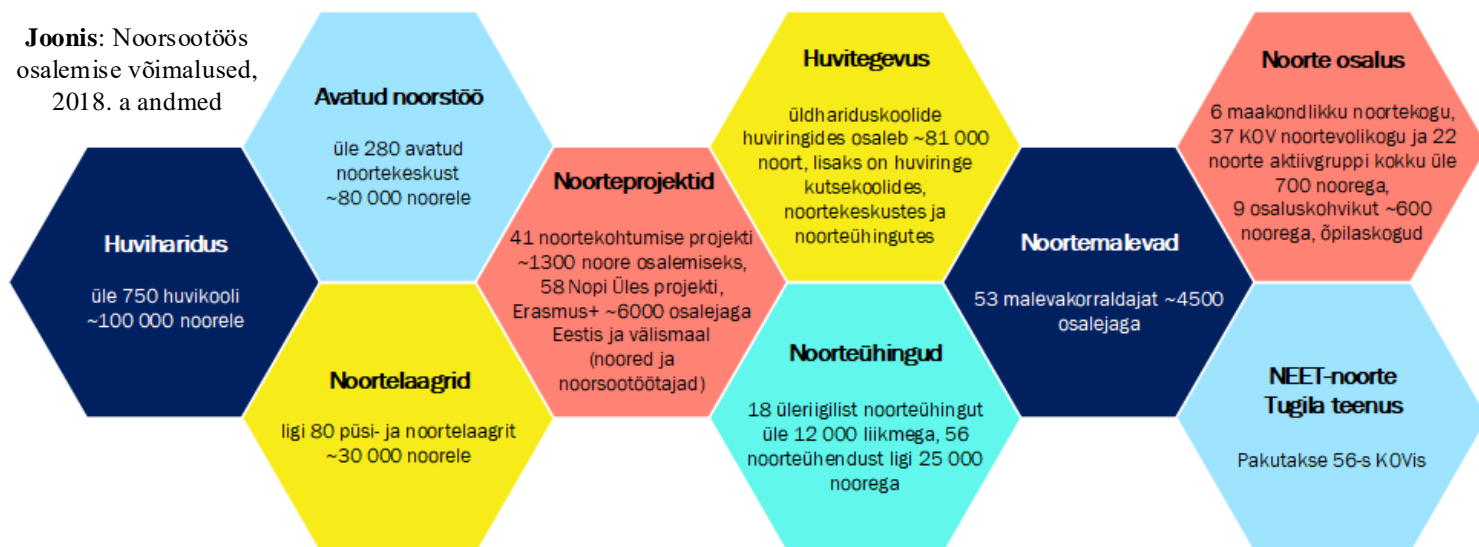 Joonis: Noorsootöös
osalemise võimalused,
2018. a andmed
Huviharidus
üle 750 huvikooli
~100 000 noorele
Avatud noorstöö
üle 280 avatud
noortekeskust
~80 000 noorele
Noortelaagrid
ligi 80 püsi- ja noortelaagrit
~30 000 noorele
Noorteprojektid
41 noortekohtumise projekti
~1300 noore osalemiseks,
58 Nopi Üles projekti,
Erasmus+ ~6000 osalejaga
Eestis ja välismaal
(noored ja
noorsootöötajad)
Huvitegevus
üldhariduskoolide
huviringides osaleb ~81 000
noort, lisaks on huviringe
kutsekoolides,
noortekeskustes ja
noorteühingutes
Noorteühingud
18 üleriigilist noorteühingut
üle 12 000 liikmega, 56
noorteühendust ligi 25 000
noorega
Noortemalevad
53 malevakorraldajat ~4500
osalejaga
Noorte osalus
6 maakondlikku noortekogu,
37 KOV noortevolikogu ja 22
noorte aktiivgruppi kokku üle
700 noorega,
9 osaluskohvikut ~600
noorega, õpilaskogud
NEET-noorte
Tugila teenus
Pakutakse 56-s KOVis